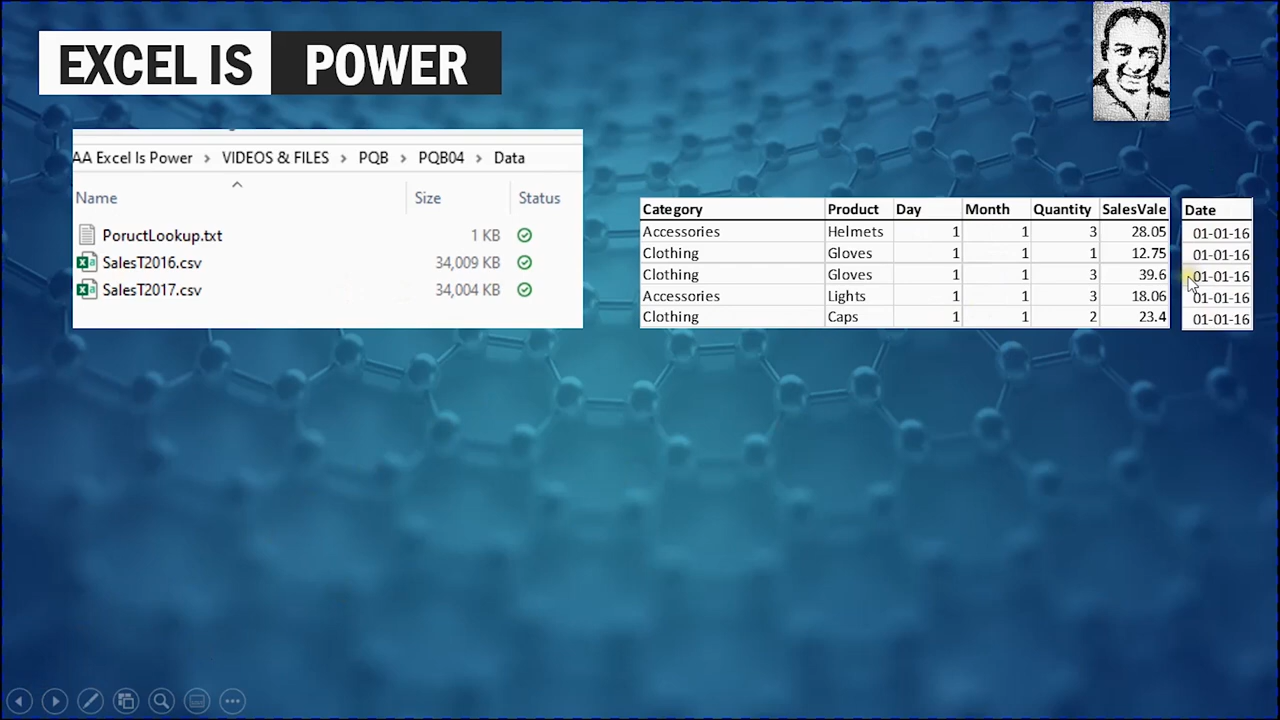 EXCEL IS POWER
AA Excel Is Power > VIDEOS & FILES > PQB > PQB04 > Data
Name Size Status
PoructLookup.txt 1 KB
SalesT2016.csv 34,009 KB
SalesT2017.csv 34,004 KB
Category Product Day Month Quantity SalesVale Date
Accessories Helmets 1 1 3 28.05 01-01-16
Clothing Gloves 1 1 1 12.75 01-01-16
Clothing Gloves 1 1 3 39.6 01-01-16
Accessories Lights 1 1 3 18.06 01-01-16
Clothing Caps 1 1 2 23.4 01-01-16